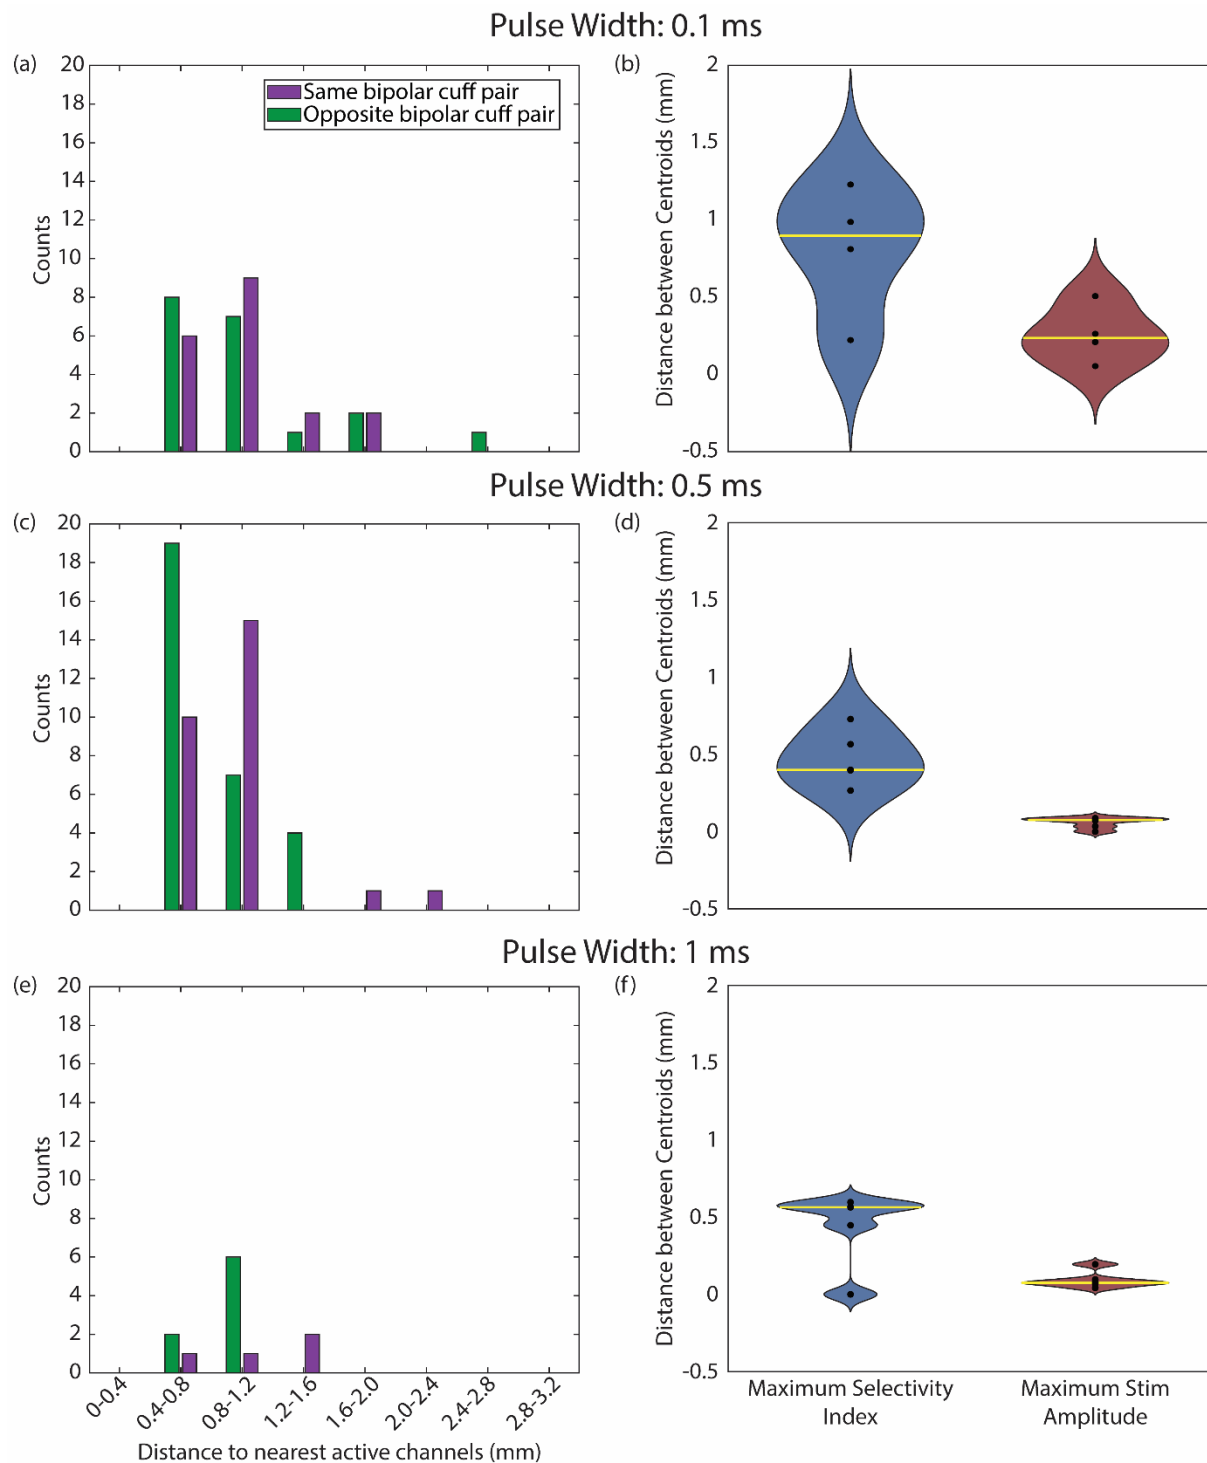 Pulse Width: 0.1 ms
(a)
20
18
16
14
12
10
8
6
4
2
0
Counts
Same bipolar cuff pair
Opposite bipolar cuff pair
(b)
2
1.5
1
0.5
0
-0.5
Distance between Centroids (mm)
Pulse Width: 0.5 ms
(c)
20
18
16
14
12
10
8
6
4
2
0
Counts
(d)
2
1.5
1
0.5
0
-0.5
Distance between Centroids (mm)
Pulse Width: 1 ms
(e)
20
18
16
14
12
10
8
6
4
2
0
Counts
0-0.4
0.4-0.8
0.8-1.2
1.2-1.6
1.6-2.0
2.0-2.4
2.4-2.8
2.8-3.2
Distance to nearest active channels (mm)
(f)
2
1.5
1
0.5
0
-0.5
Distance between Centroids (mm)
Maximum Selectivity
Index
Maximum Stim
Amplitude